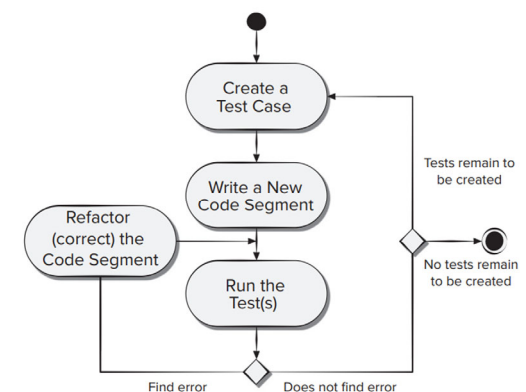 Create a
Test Case
Write a New
Code Segment
Refactor
(correct) the
Code Segment
Run the
Test(s)
Find error
Does not find error
Tests remain to
be created
No tests remain
to be created